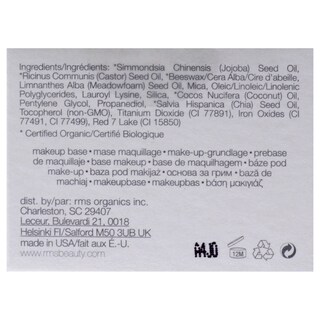 Ingredients/Ingrédients: *Simmondsia Chinensis (Jojoba) Seed Oil,
*Ricinus Communis (Castor) Seed Oil, *Beeswax/Cera Alba/Cire d'abeille,
Limnanthes Alba (Meadowfoam) Seed Oil, Mica, Oleic/Linoleic/Linolenic
Polyglycerides, Lauroyl Lysine, Silica, *Cocos Nucifera (Coconut) Oil,
Pentylene Glycol, Propanediol, *Salvia Hispanica (Chia) Seed Oil,
Tocopherol (non-GMO), Titanium Dioxide (CI 77891), Iron Oxides (CI
77491, CI 77499), Red 7 Lake (CI 15850)
* Certified Organic/Certifié Biologique
makeup base • mase maquillage • make-up-grundlage • prebase
de maquillaje • base makeup • base de maquilhagem • báze pod
make-up • baza pod makijaż • основа за грим • bază de
machiaj • makeupbase • makeupbas • βάση μακιγιάζ
dist. by/par: rms organics inc.
Charleston, SC 29407
Leceur, Bulevardi 21, 0018
Helsinki FI/Salford M50 3UB UK
made in USA/fait aux É.-U.
www.rmsbeauty.com
A4J0
12M